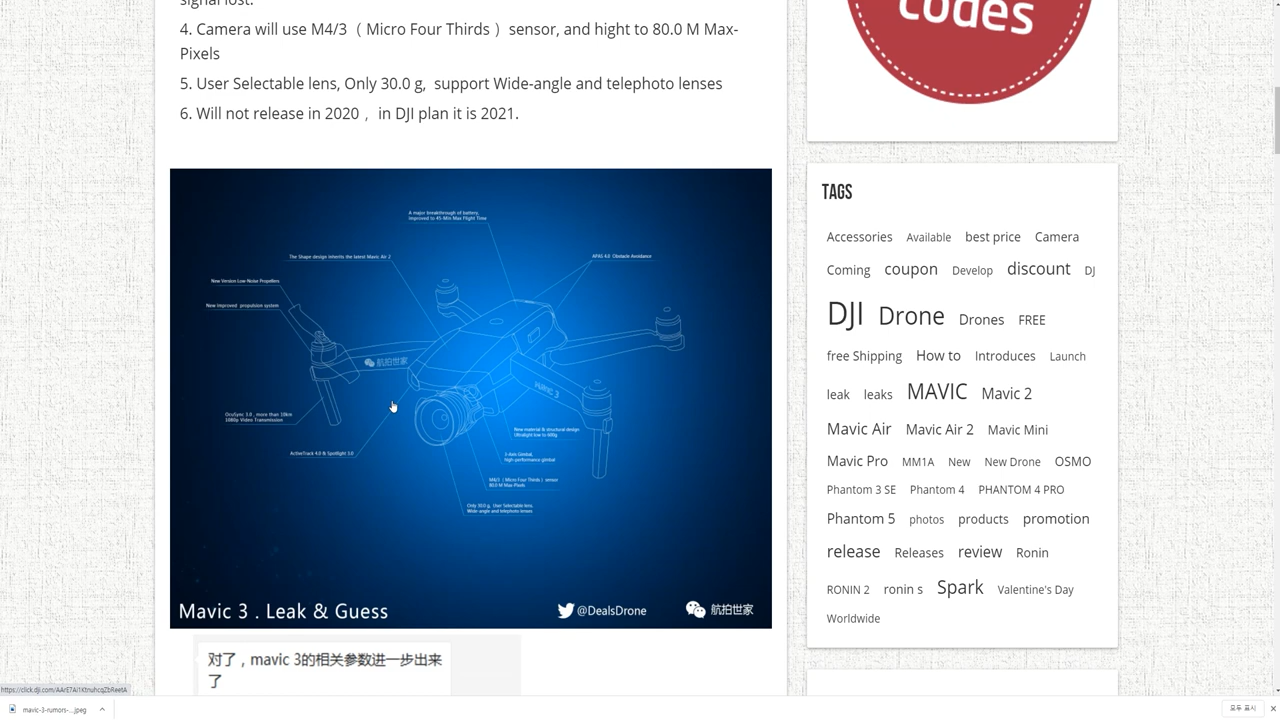 signal lost.
4. Camera will use M4/3（ Micro Four Thirds ）sensor, and hight to 80.0 M Max-
Pixels
5. User Selectable lens, Only 30.0 g,  support Wide-angle and telephoto lenses
6. Will not release in 2020， in DJI plan it is 2021.
A major breakthrough of battery,
improved to 45-Min Max Flight Time
The Shape design inherits the latest Mavic Air 2
APAS 4.0 Obstacle Avoidance
New Version Low-Noise Propellers
New improved propulsion system
航拍世家
MAVIC 3
OcuSync 3.0 , more than 10km
1080p Video Transmission
New material & structural design
Ultralight low to 600g
ActiveTrack 4.0 & Spotlight 3.0
3-axis Gimbal,
high-performance gimbal
M4/3（ Micro Four Thirds ）sensor
80.0 M Max-Pixels
Only 30.0 g, User Selectable lens,
Wide-angle and telephoto lenses
Mavic 3 . Leak & Guess
@DealsDrone
航拍世家
对了，mavic 3的相关参数进一步出来
了
codes
TAGS
Accessories Available best price Camera
Coming coupon Develop discount DJ
DJI Drone Drones FREE
free Shipping How to Introduces Launch
leak leaks MAVIC Mavic 2
Mavic Air Mavic Air 2 Mavic Mini
Mavic Pro MM1A New New Drone OSMO
Phantom 3 SE Phantom 4 PHANTOM 4 PRO
Phantom 5 photos products promotion
release Releases review Ronin
RONIN 2 ronin s Spark Valentine's Day
Worldwide
mavic-3-rumors-....jpeg
모두 표시